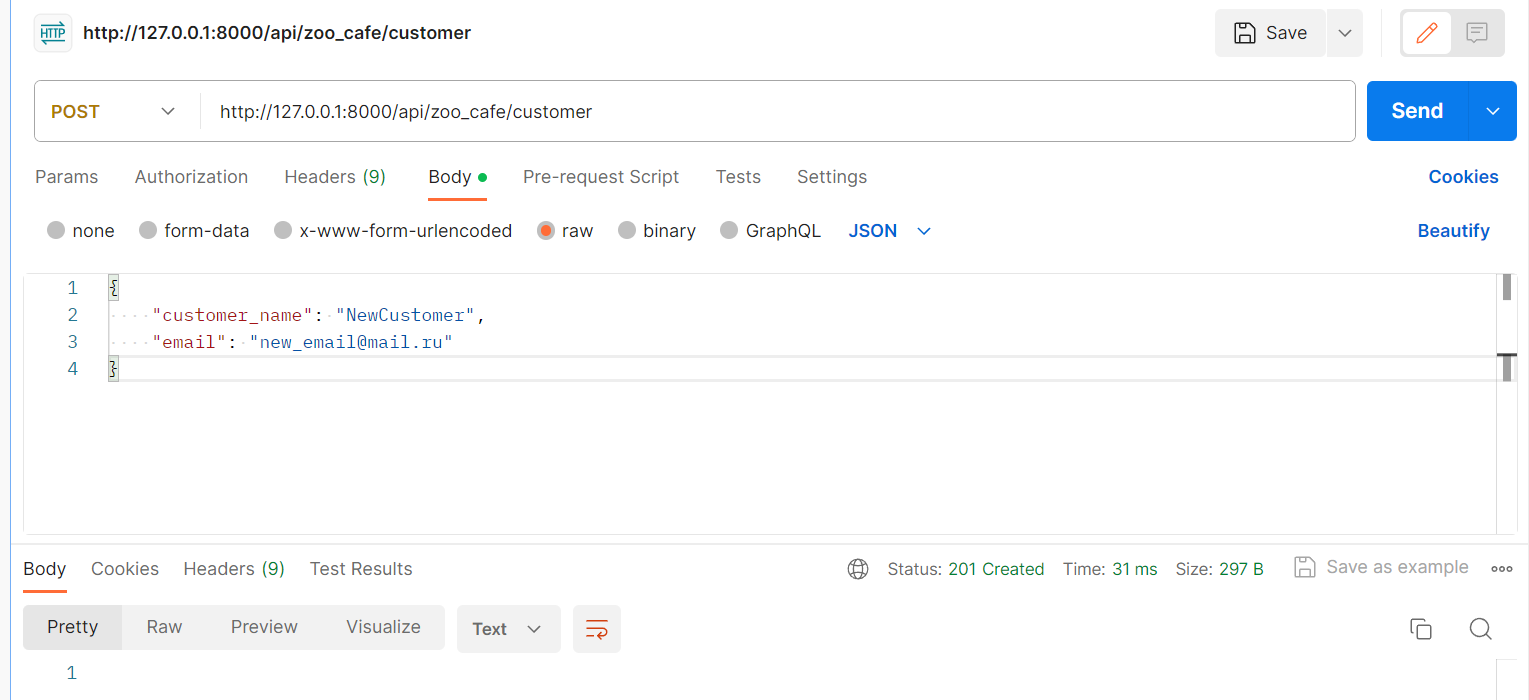 HTTP http://127.0.0.1:8000/api/zoo_cafe/customer Save
POST http://127.0.0.1:8000/api/zoo_cafe/customer Send
Params Authorization Headers (9) Body Pre-request Script Tests Settings Cookies
none form-data x-www-form-urlencoded raw binary GraphQL JSON Beautify
1 {
2 "customer_name": "NewCustomer",
3 "email": "new_email@mail.ru"
4 }
Body Cookies Headers (9) Test Results Status: 201 Created Time: 31 ms Size: 297 B Save as example
Pretty Raw Preview Visualize Text
1